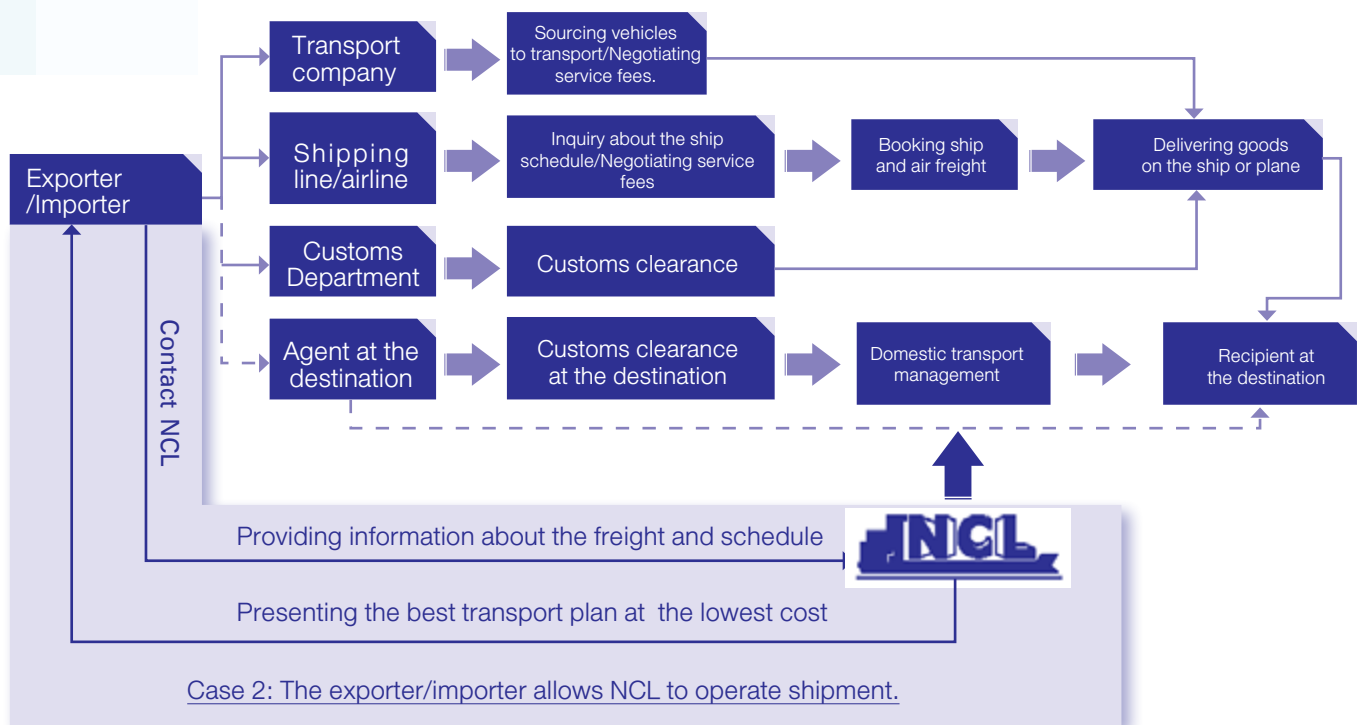 Transport
company
Sourcing vehicles
to transport/Negotiating
service fees.
Exporter
/Importer
Shipping
line/airline
Inquiry about the ship
schedule/Negotiating service
fees
Booking ship
and air freight
Delivering goods
on the ship or plane
Customs
Department
Customs clearance
Agent at the
destination
Customs clearance
at the destination
Domestic transport
management
Recipient at
the destination
Contact NCL
Providing information about the freight and schedule
NCL
Presenting the best transport plan at the lowest cost
Case 2: The exporter/importer allows NCL to operate shipment.